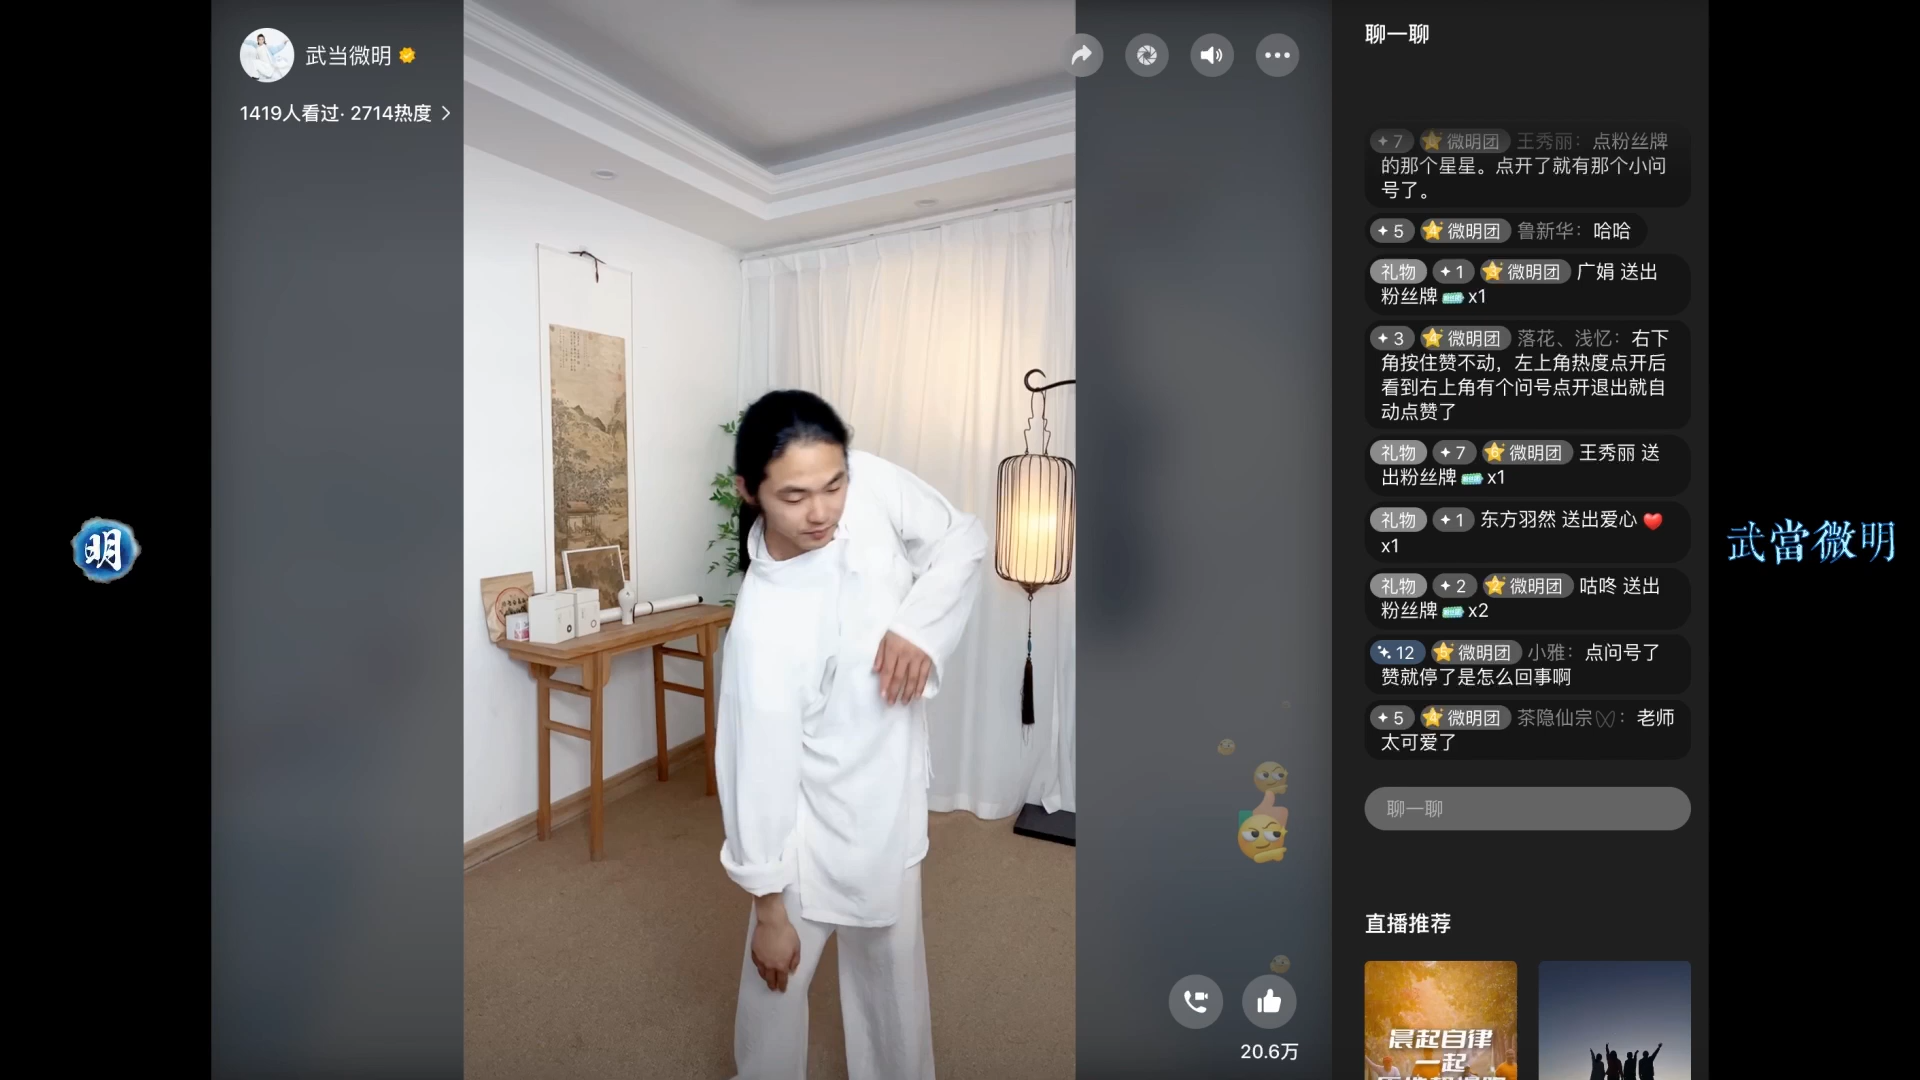 武当微明
1419人看过· 2714热度
聊一聊
7 微明团 王秀丽：点粉丝牌
的那个星星。点开了就有那个小问
号了。
5 微明团 鲁新华：哈哈
礼物 1 微明团 广娟 送出
粉丝牌 x1
3 微明团 落花、浅忆：右下
角按住赞不动，左上角热度点开后
看到右上角有个问号点开退出就自
动点赞了
礼物 7 微明团 王秀丽 送
出粉丝牌 x1
礼物 1 东方羽然 送出爱心
x1
礼物 2 微明团 咕咚 送出
粉丝牌 x2
12 微明团 小雅：点问号了
赞就停了是怎么回事啊
5 微明团 茶隐仙宗：老师
太可爱了
聊一聊
直播推荐
晨起自律
一起
20.6万
明
武當微明